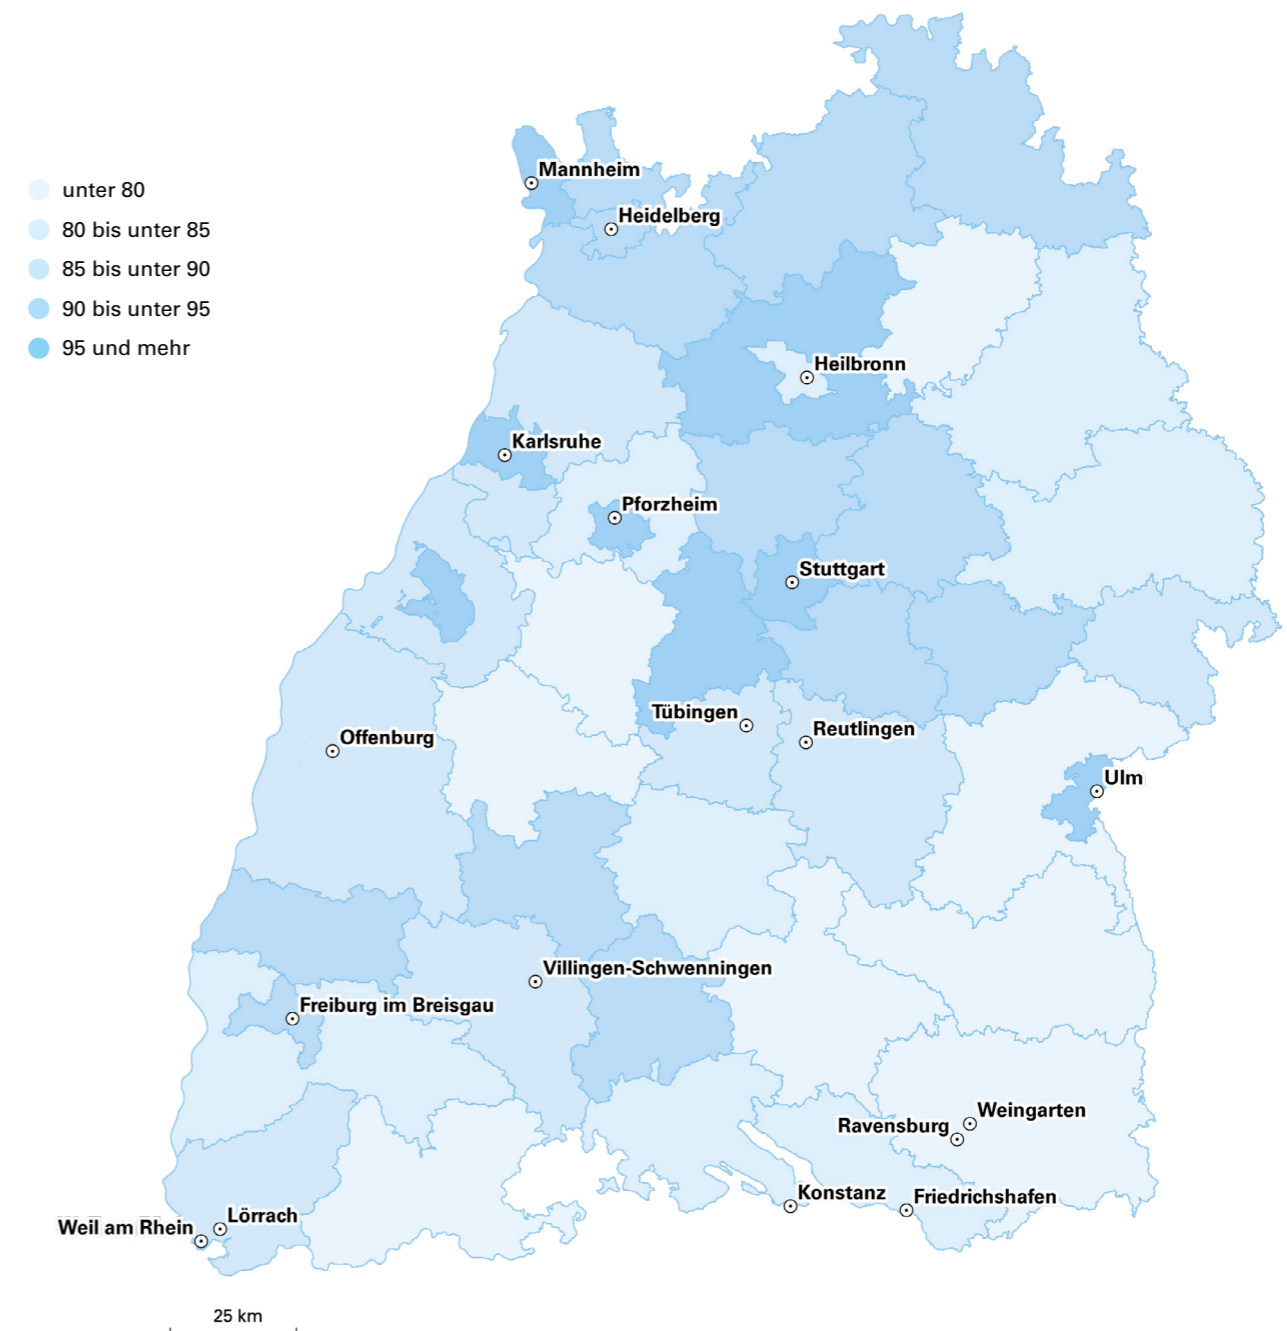 unter 80
80 bis unter 85
85 bis unter 90
90 bis unter 95
95 und mehr
Mannheim
Heidelberg
Heilbronn
Karlsruhe
Pforzheim
Stuttgart
Tübingen
Reutlingen
Offenburg
Ulm
Villingen-Schwenningen
Freiburg im Breisgau
Weingarten
Ravensburg
Konstanz
Friedrichshafen
Lörrach
Weil am Rhein
25 km